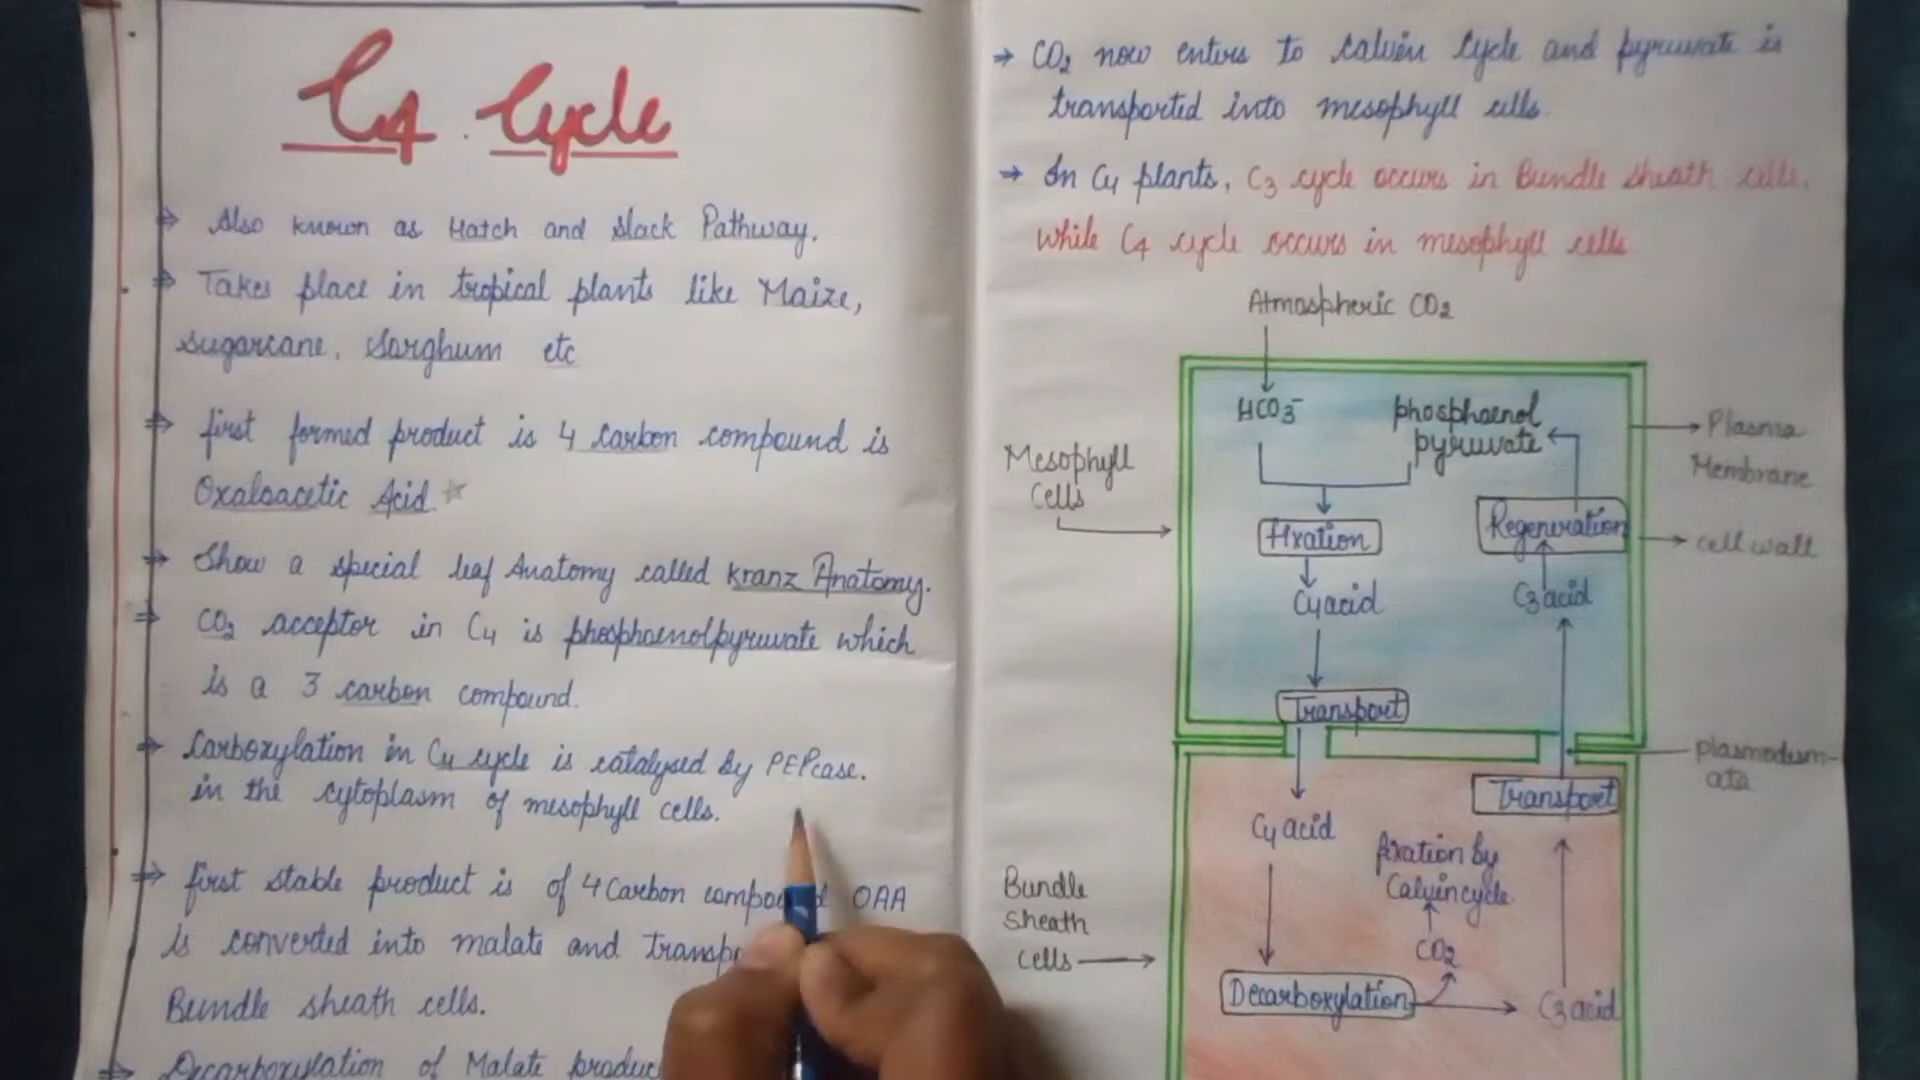 C4 Cycle
Also known as Hatch and Slack Pathway.
Takes place in tropical plants like Maize,
sugarcane, Sorghum etc
first formed product is 4 carbon compound is
Oxaloacetic Acid
Show a special leaf Anatomy called kranz Anatomy.
CO2 acceptor in C4 is phosphoenolpyruvate which
is a 3 carbon compound.
Carboxylation in C4 cycle is catalysed by PEPcase.
in the cytoplasm of mesophyll cells.
first stable product is of 4 Carbon compound OAA
is converted into malate and
Bundle sheath cells.
Decarboxylation of Malate
→ CO2 now enters to calvin cycle and pyruvate is
transported into mesophyll cells.
→ In C4 plants, C3 cycle occurs in Bundle sheath cells.
while C4 cycle occurs in mesophyll cells
Atmospheric CO2
HCO3-
phosphoenol
pyruvate
Plasma
Membrane
Mesophyll
Cells
Fixation
Regeneration
cell wall
C4 acid
C3 acid
Transport
plasmodesm-
ata
Transport
C4 acid
fixation by
Calvin cycle.
Bundle
Sheath
cells
CO2
Decarboxylation
C3 acid